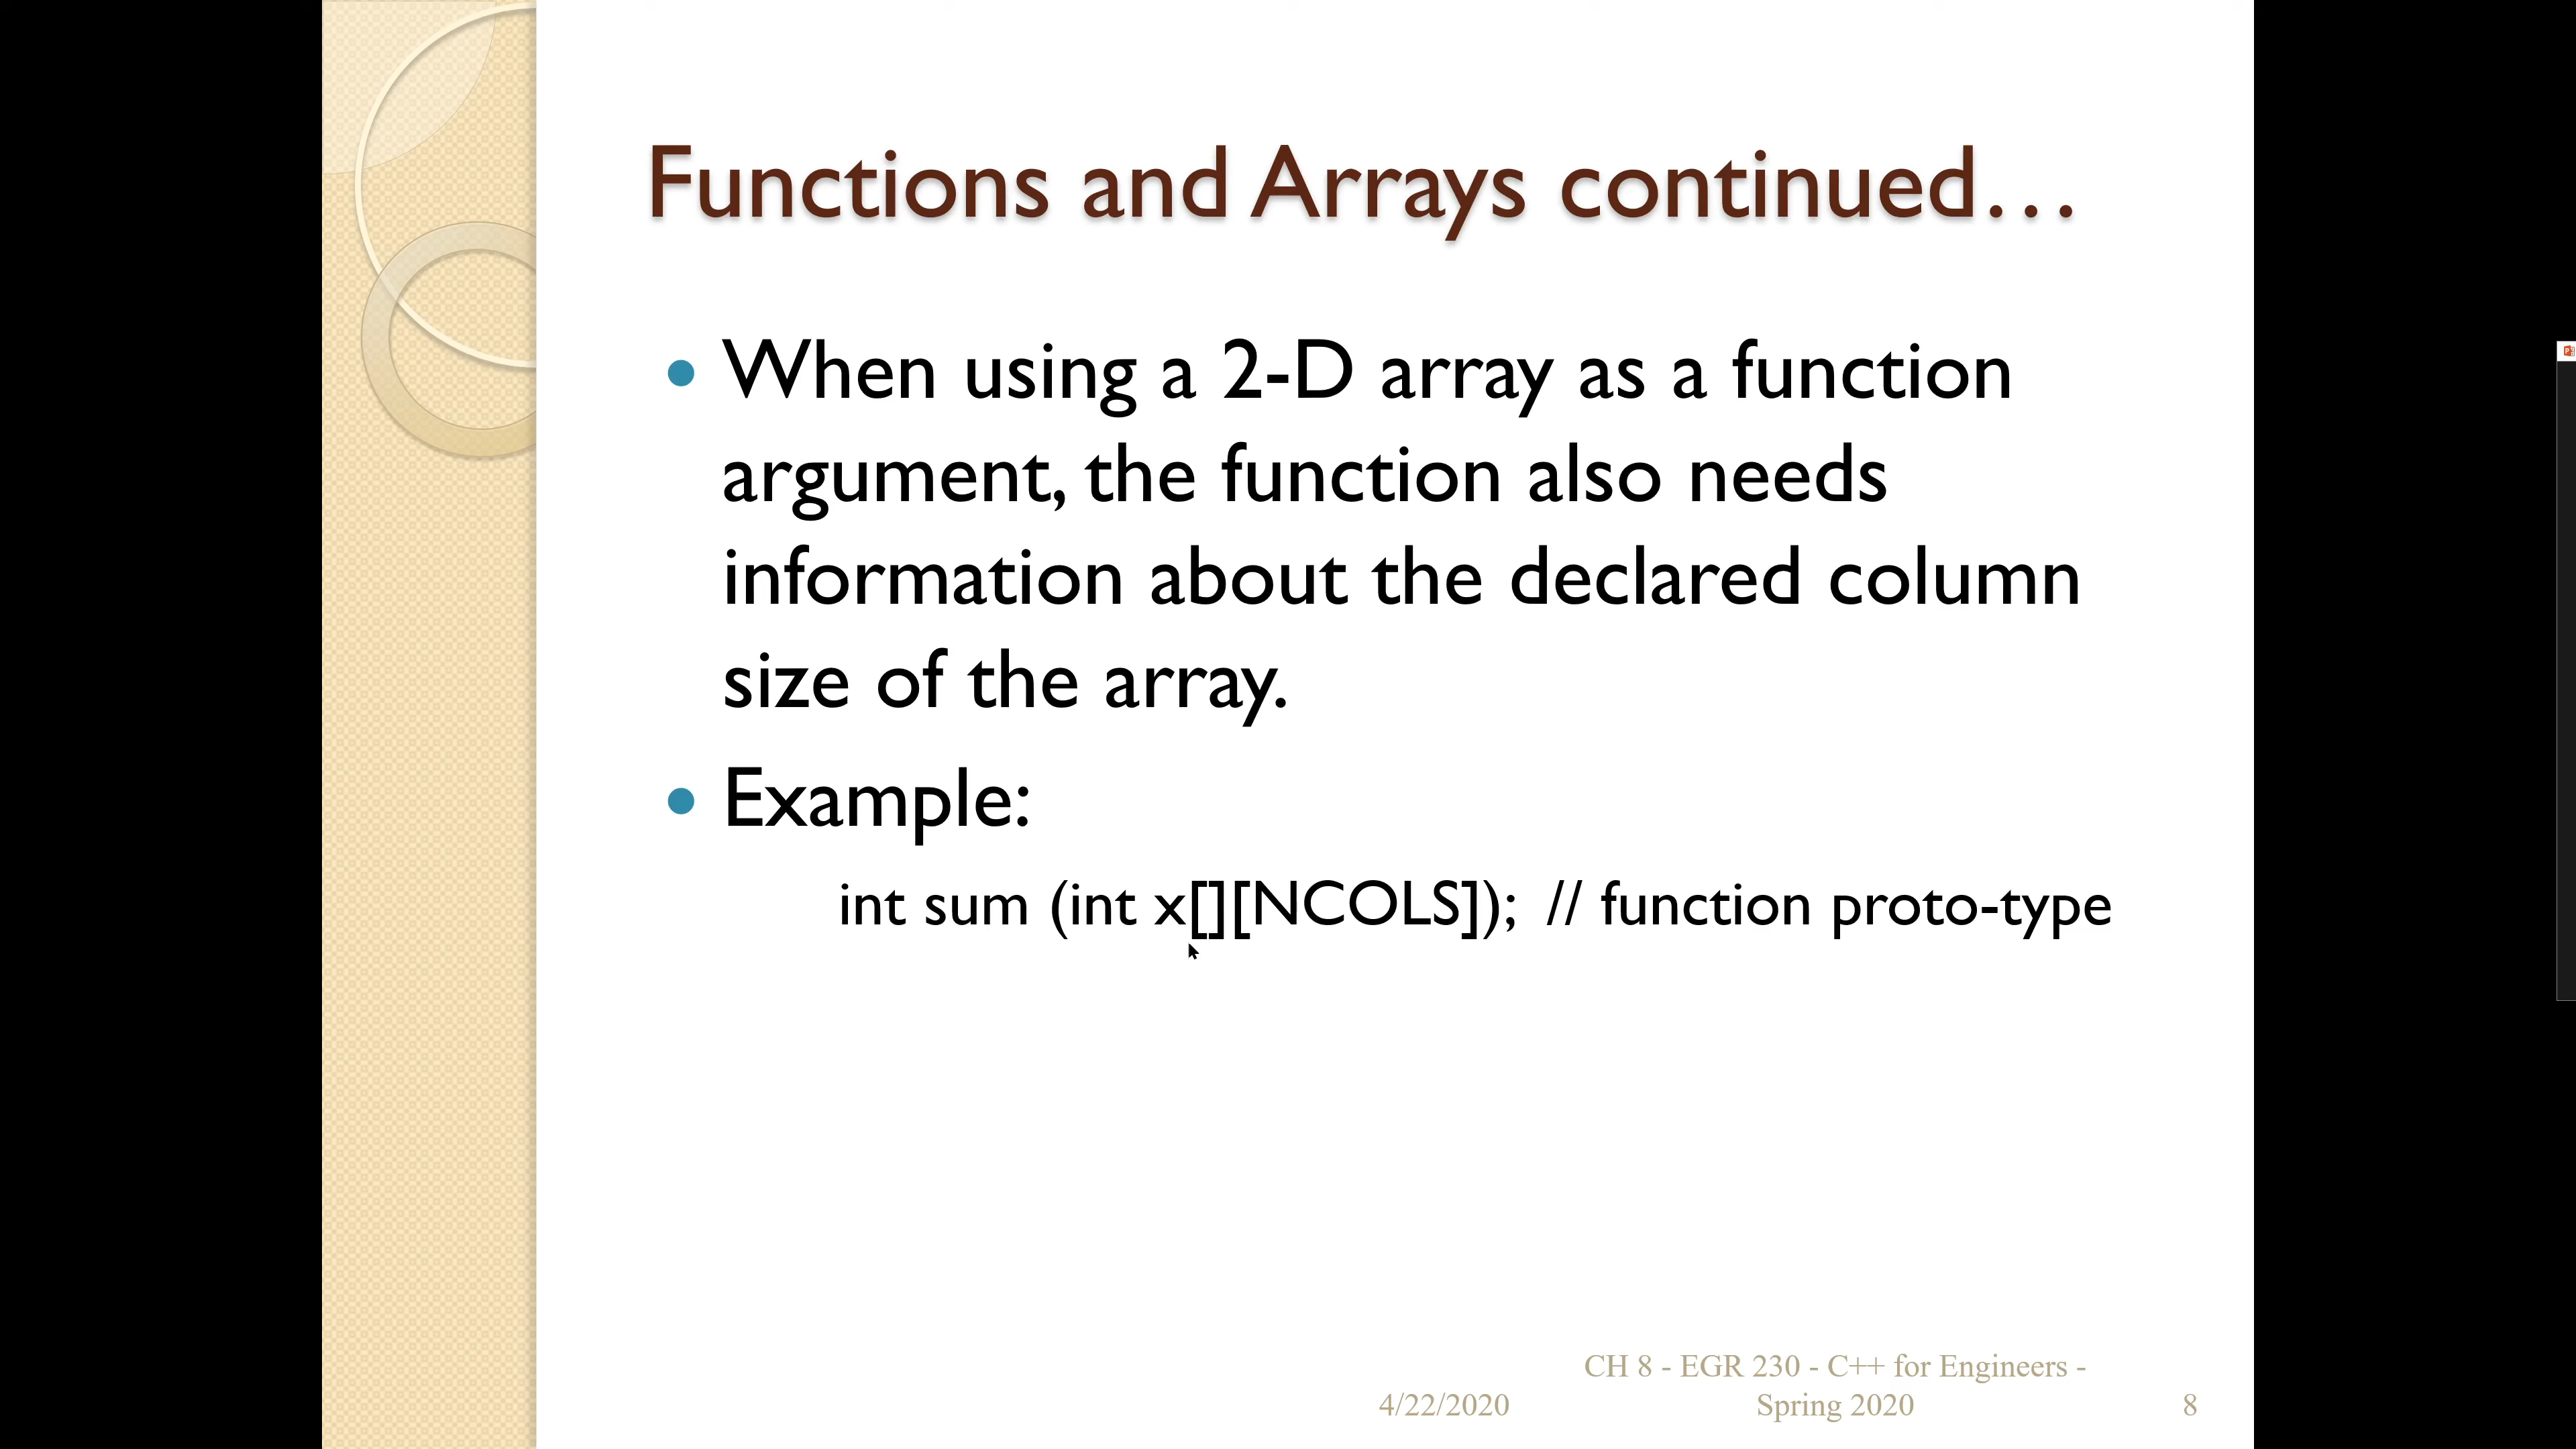 Functions and Arrays continued…
• When using a 2-D array as a function
argument, the function also needs
information about the declared column
size of the array.
• Example:
int sum (int x[][NCOLS]); // function proto-type
CH 8 - EGR 230 - C++ for Engineers -
4/22/2020 Spring 2020 8